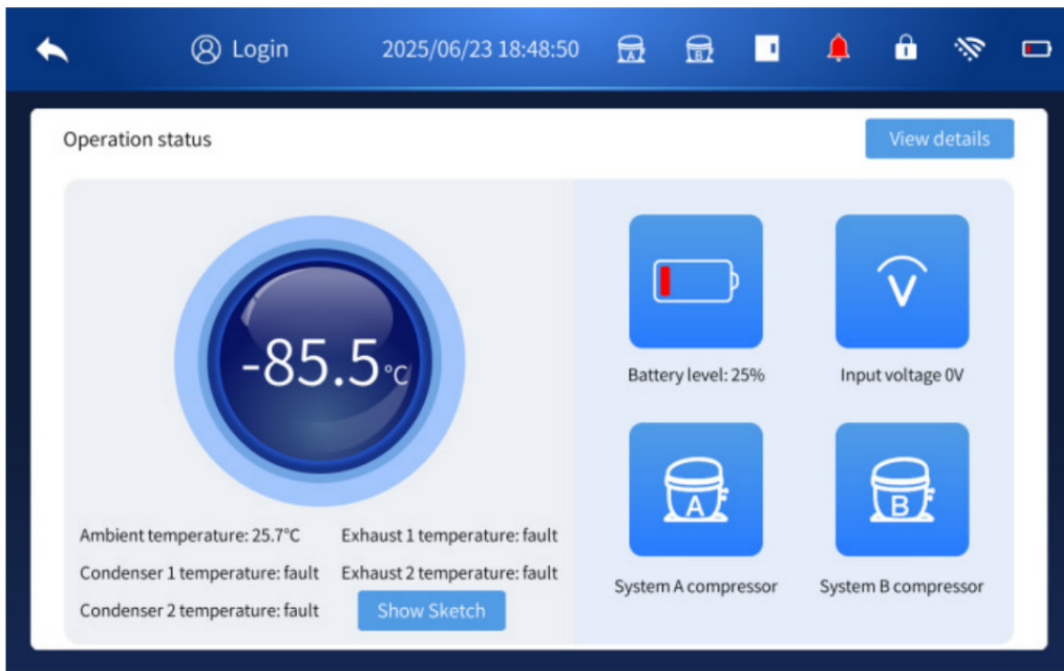 Login
2025/06/23 18:48:50
A
B
Operation status
View details
-85.5°C
Battery level: 25%
V
Input voltage 0V
Ambient temperature: 25.7°C
Exhaust 1 temperature: fault
Condenser 1 temperature: fault
Exhaust 2 temperature: fault
Condenser 2 temperature: fault
Show Sketch
A
System A compressor
B
System B compressor